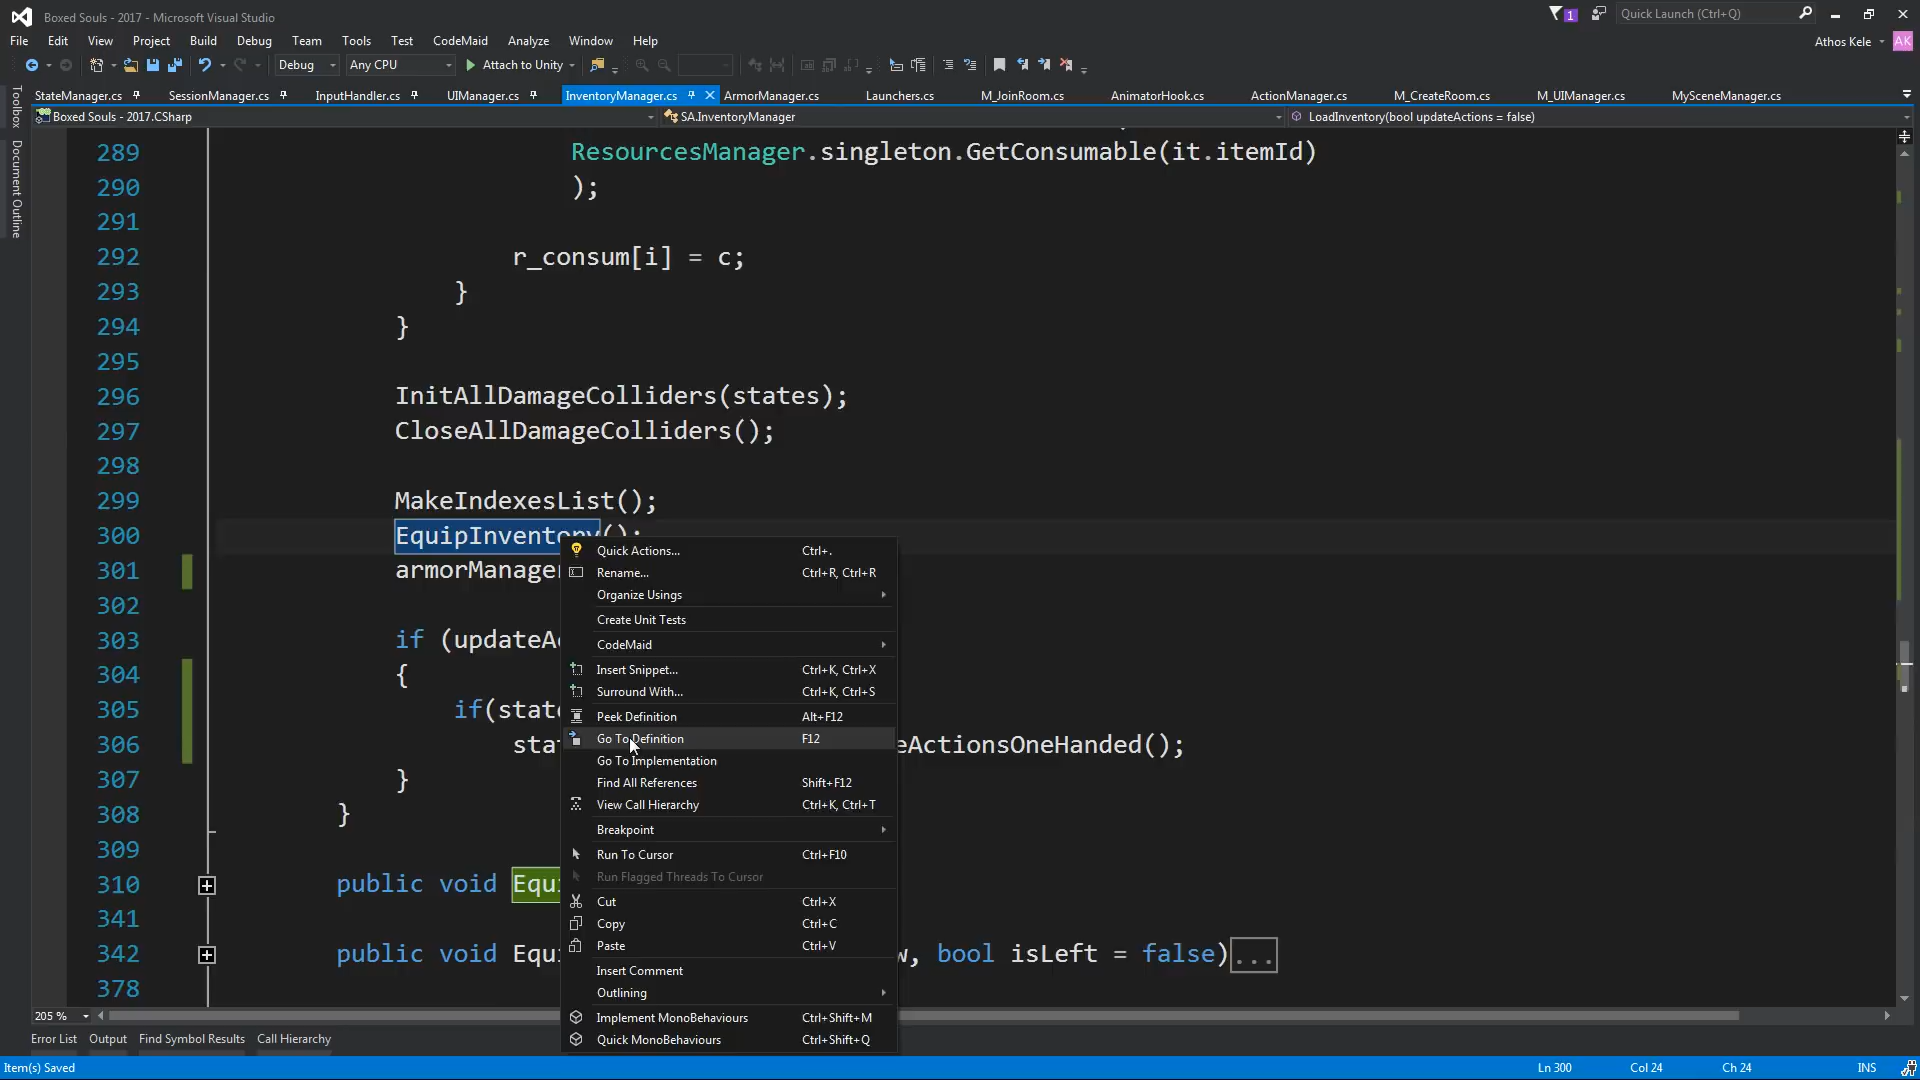 Boxed Souls - 2017 - Microsoft Visual Studio
1
Quick Launch (Ctrl+Q)
File Edit View Project Build Debug Team Tools Test CodeMaid Analyze Window Help
Athos Kele AK
Debug Any CPU Attach to Unity
StateManager.cs SessionManager.cs InputHandler.cs UIManager.cs InventoryManager.cs ArmorManager.cs Launchers.cs M_JoinRoom.cs AnimatorHook.cs ActionManager.cs M_CreateRoom.cs M_UIManager.cs MySceneManager.cs
Boxed Souls - 2017.CSharp SA.InventoryManager LoadInventory(bool updateActions = false)
Toolbox
Document Outline
289 ResourcesManager.singleton.GetConsumable(it.itemId)
290 );
291
292 r_consum[i] = c;
293 }
294 }
295
296 InitAllDamageColliders(states);
297 CloseAllDamageColliders();
298
299 MakeIndexesList();
300 EquipInventory();
301 armorManager
302
303 if (updateA
304 {
305 if(stat
306 sta eActionsOneHanded();
307 }
308 }
309
310 public void Equi
341
342 public void Equi w, bool isLeft = false)...
378
Quick Actions... Ctrl+.
Rename... Ctrl+R, Ctrl+R
Organize Usings
Create Unit Tests
CodeMaid
Insert Snippet... Ctrl+K, Ctrl+X
Surround With... Ctrl+K, Ctrl+S
Peek Definition Alt+F12
Go To Definition F12
Go To Implementation
Find All References Shift+F12
View Call Hierarchy Ctrl+K, Ctrl+T
Breakpoint
Run To Cursor Ctrl+F10
Run Flagged Threads To Cursor
Cut Ctrl+X
Copy Ctrl+C
Paste Ctrl+V
Insert Comment
Outlining
Implement MonoBehaviours Ctrl+Shift+M
Quick MonoBehaviours Ctrl+Shift+Q
205 %
Error List Output Find Symbol Results Call Hierarchy
Item(s) Saved Ln 300 Col 24 Ch 24 INS